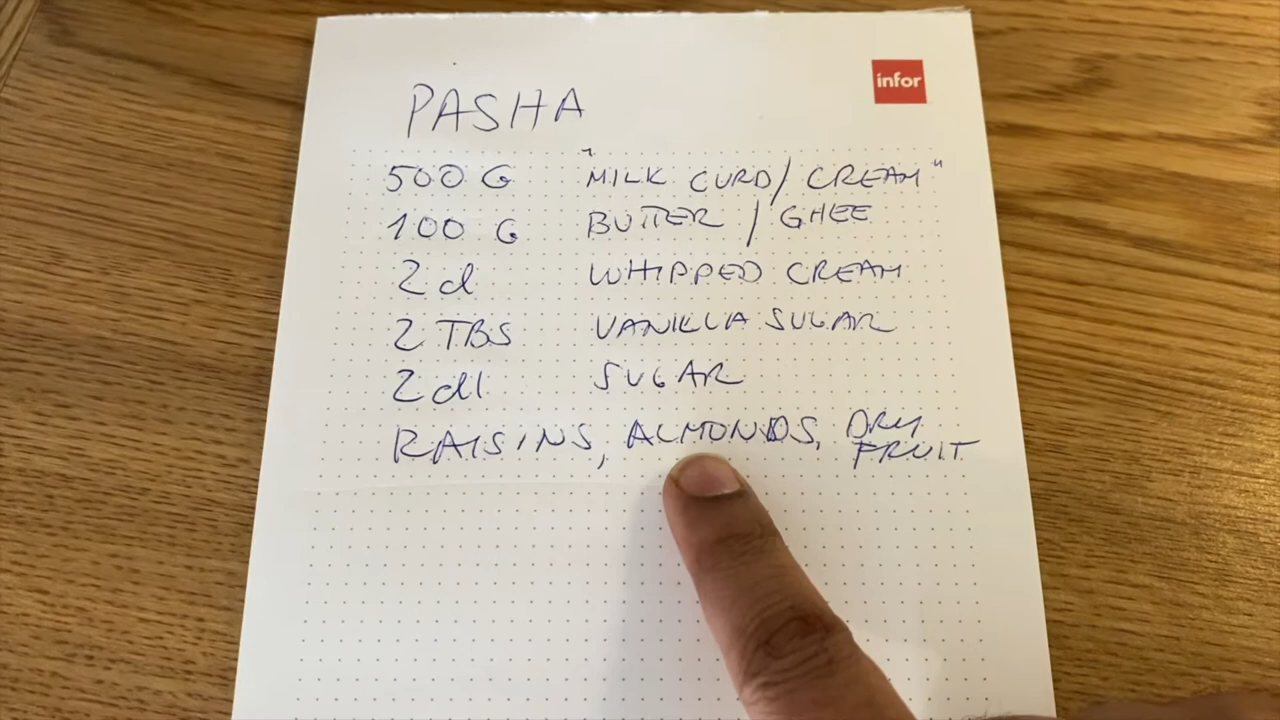 infor
PASHA
500 G "MILK CURD/CREAM"
100 G BUTTER/GHEE
2 d WHIPPED CREAM
2 TBS VANILLA SUGAR
2 dl SUGAR
RAISINS, ALMONDS, DRY FRUIT